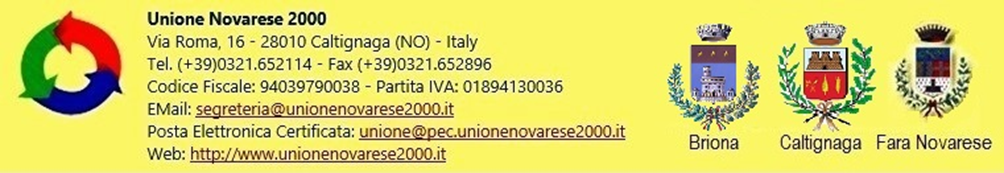 Unione Novarese 2000
Via Roma, 16 - 28010 Caltignaga (NO) - Italy
Tel. (+39)0321.652114 - Fax (+39)0321.652896
Codice Fiscale: 94039790038 - Partita IVA: 01894130036
EMail: segreteria@unionenovarese2000.it
Posta Elettronica Certificata: unione@pec.unionenovarese2000.it
Web: http://www.unionenovarese2000.it
Briona Caltignaga Fara Novarese